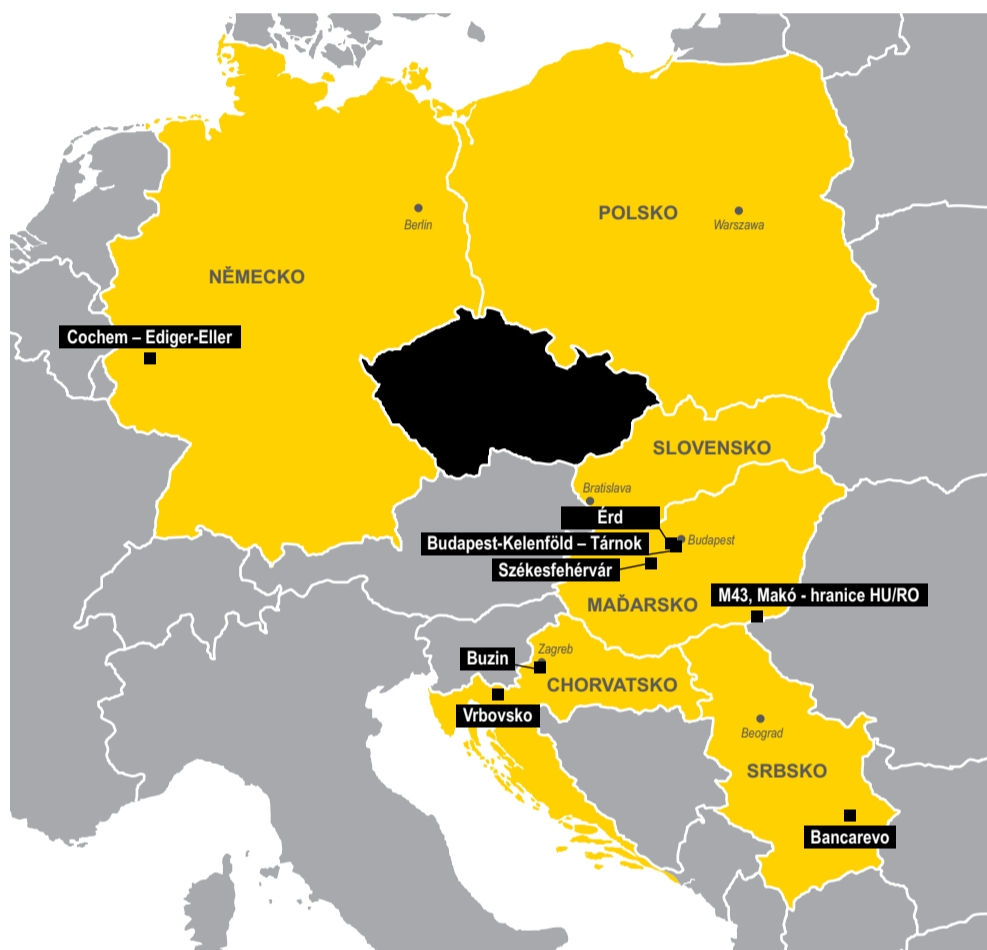 POLSKO
Berlin
Warszawa
NĚMECKO
Cochem – Ediger-Eller
SLOVENSKO
Bratislava
Érd
Budapest-Kelenföld – Tárnok
Budapest
Székesfehérvár
MAĎARSKO
M43, Makó - hranice HU/RO
Zagreb
Buzin
CHORVATSKO
Vrbovsko
Beograd
SRBSKO
Bancarevo